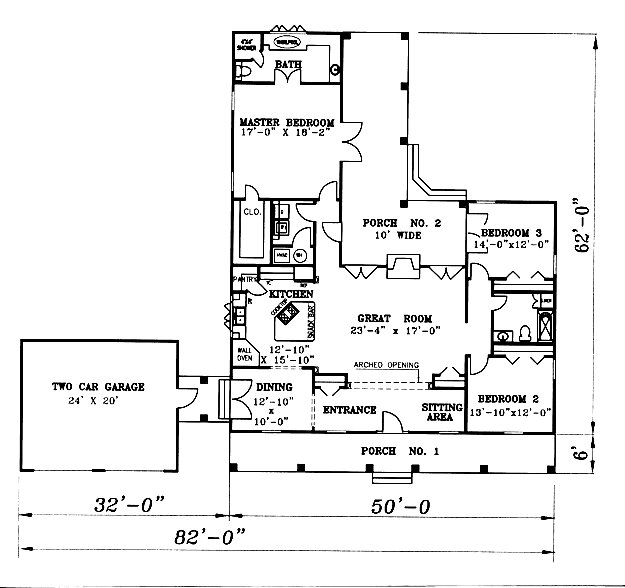 4'X4'
SHOWER
WHIRLPOOL
BATH
MASTER BEDROOM
17'-0" X 18'-2"
CLO.
PORCH NO. 2
10' WIDE
BEDROOM 3
14'-0"x12'-0"
HVAC
WH
PANTRY
KITCHEN
COOKTOP
SNACK BAR
12'-10"
X 15'-10"
WALL
OVEN
GREAT ROOM
23'-4" x 17'-0"
LINEN
ARCHED OPENING
TWO CAR GARAGE
24' X 20'
DINING
12'-10"
x
10'-0"
ENTRANCE
SITTING
AREA
BEDROOM 2
13'-10"x12'-0"
PORCH NO. 1
62'-0"
6'
32'-0"
50'-0
82'-0"